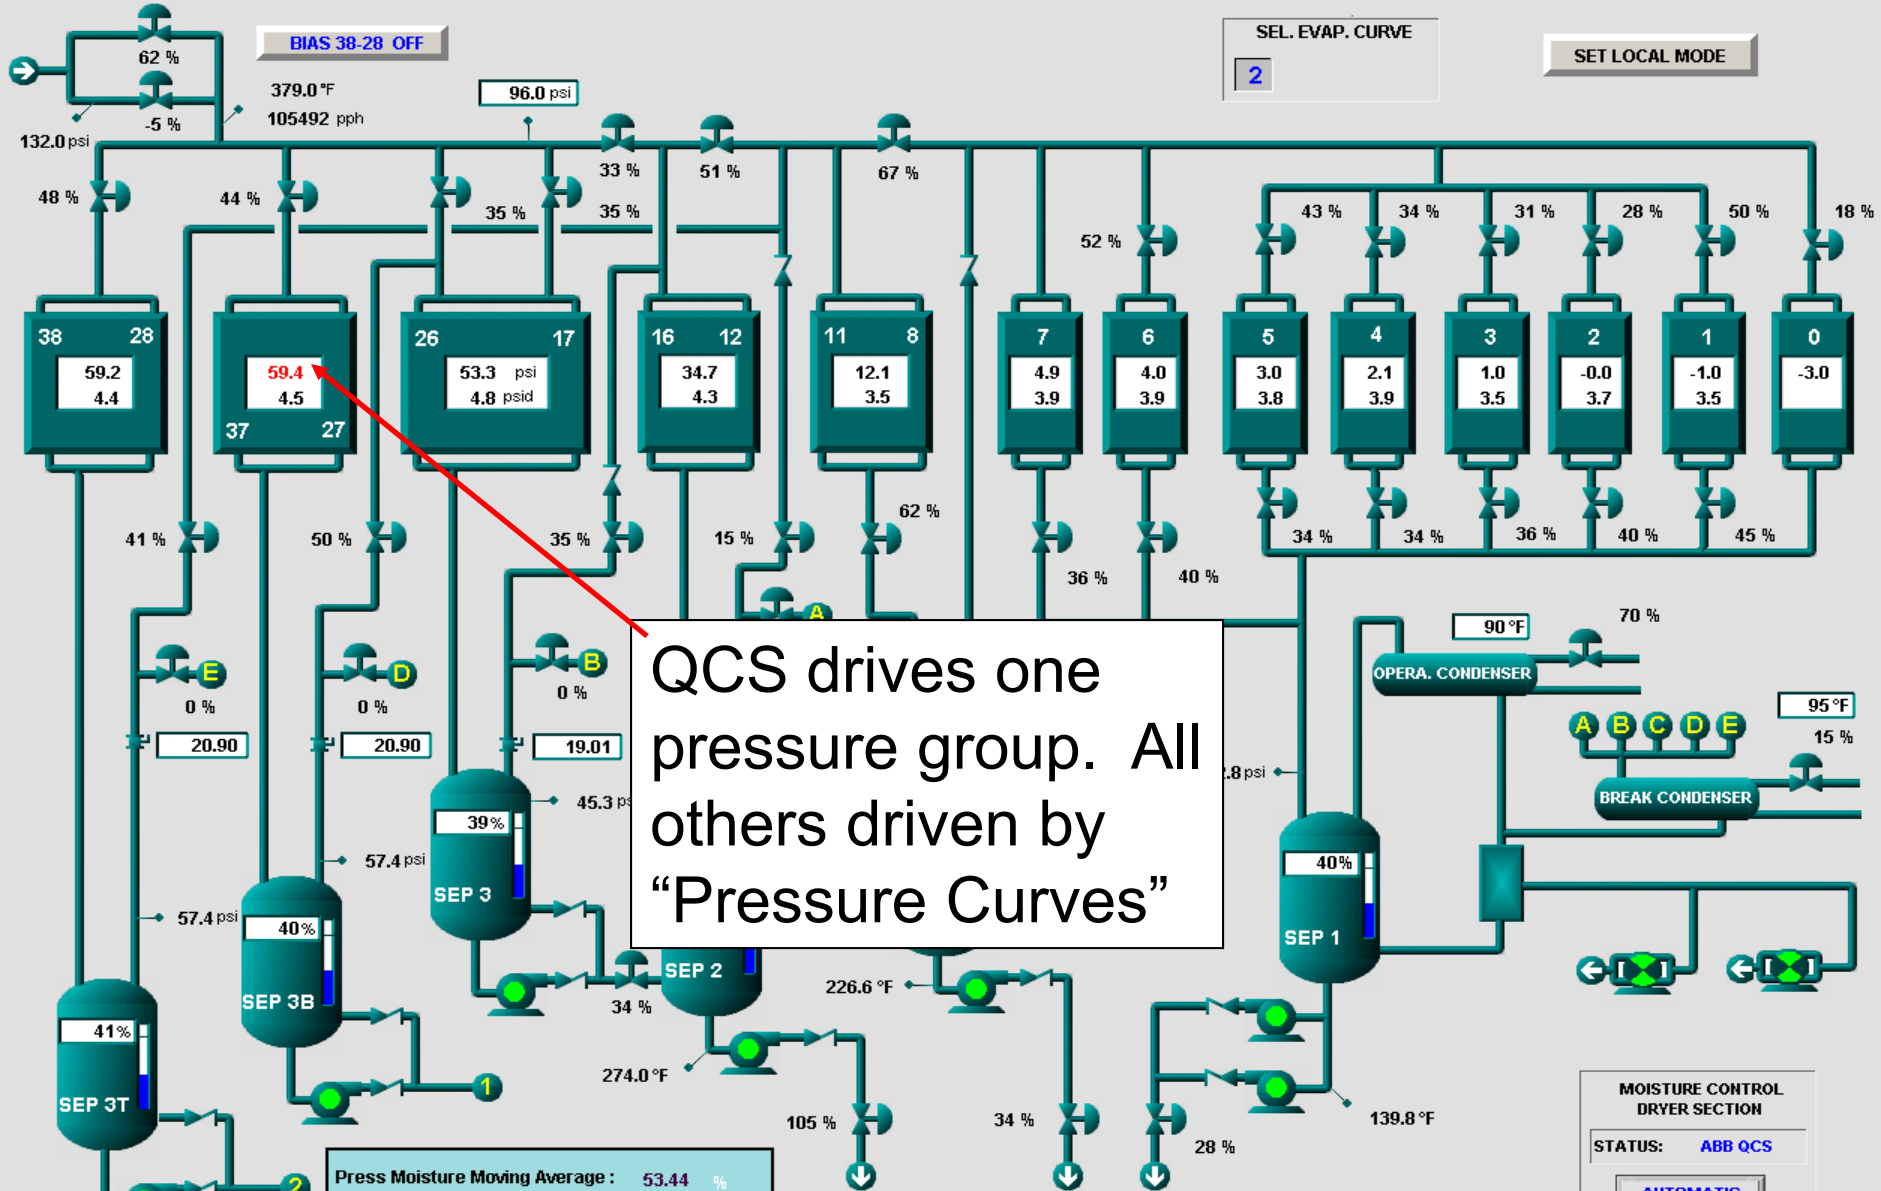 BIAS 38-28 OFF
SEL. EVAP. CURVE
2
SET LOCAL MODE
62 %
-5 %
132.0 psi
379.0 °F
105492 pph
96.0 psi
33 %
51 %
67 %
48 %
44 %
35 %
35 %
52 %
43 %
34 %
31 %
28 %
50 %
18 %
38 28
59.2
4.4
59.4
4.5
37 27
26 17
53.3 psi
4.8 psid
16 12
34.7
4.3
11 8
12.1
3.5
7
4.9
3.9
6
4.0
3.9
5
3.0
3.8
4
2.1
3.9
3
1.0
3.5
2
-0.0
3.7
1
-1.0
3.5
0
-3.0
41 %
50 %
35 %
15 %
62 %
36 %
40 %
34 %
34 %
36 %
40 %
45 %
A
E
0 %
D
0 %
B
0 %
20.90
20.90
19.01
QCS drives one
pressure group. All
others driven by
“Pressure Curves”
90 °F
70 %
OPERA. CONDENSER
A B C D E
95 °F
15 %
BREAK CONDENSER
.8 psi
45.3
57.4 psi
57.4 psi
39%
SEP 3
40%
SEP 3B
41%
SEP 3T
SEP 2
40%
SEP 1
34 %
226.6 °F
274.0 °F
1
2
105 %
34 %
28 %
139.8 °F
Press Moisture Moving Average : 53.44 %
MOISTURE CONTROL
DRYER SECTION
STATUS: ABB QCS
AUTOMATIC